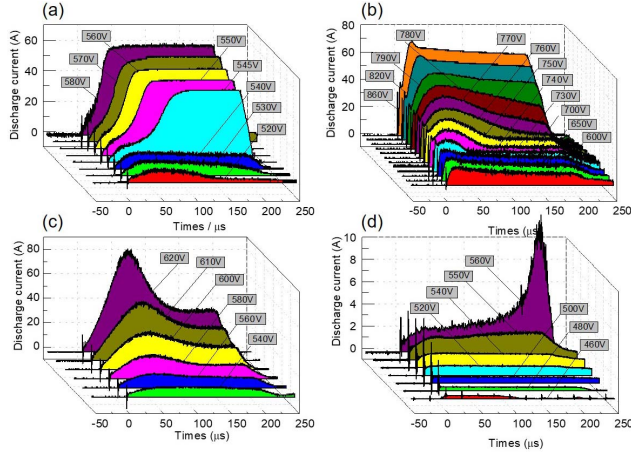 (a)
Discharge current (A)
60
40
20
0
560V
570V
580V
550V
545V
540V
530V
520V
-50 0 50 100 150 200 250
Times / μs
(b)
Discharge current (A)
80
60
40
20
0
780V
790V
820V
860V
770V
760V
750V
740V
730V
700V
650V
600V
-50 0 50 100 150 200 250
Times (μs)
(c)
Discharge current (A)
80
60
40
20
0
620V
610V
600V
580V
560V
540V
-50 0 50 100 150 200 250
Times (μs)
(d)
Discharge current (A)
10
8
6
4
2
0
560V
550V
540V
520V
500V
480V
460V
-50 0 50 100 150 200 250
Times (μs)